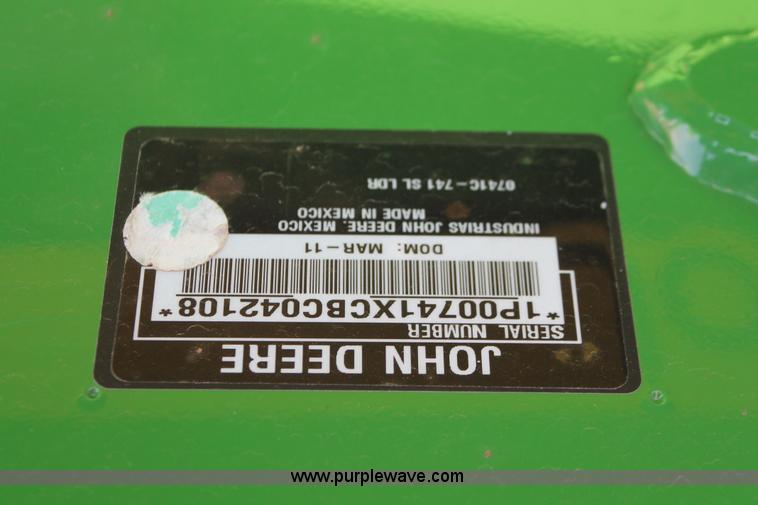 JOHN DEERE
SERIAL NUMBER
*1P00741XCBC042108*
DOM: MAR-11
INDUSTRIAS JOHN DEERE, MEXICO
MADE IN MEXICO
0741C-741 SL LDR
www.purplewave.com